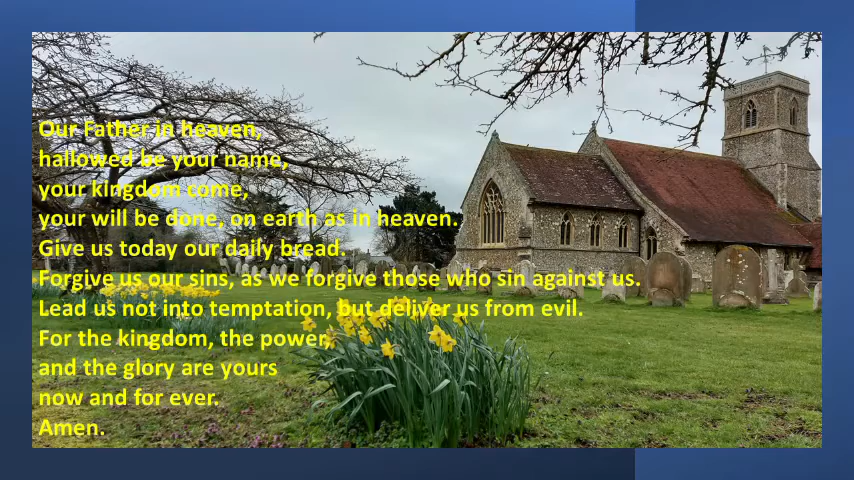 Our Father in heaven,
hallowed be your name,
your kingdom come,
your will be done, on earth as in heaven.
Give us today our daily bread.
Forgive us our sins, as we forgive those who sin against us.
Lead us not into temptation, but deliver us from evil.
For the kingdom, the power,
and the glory are yours
now and for ever.
Amen.